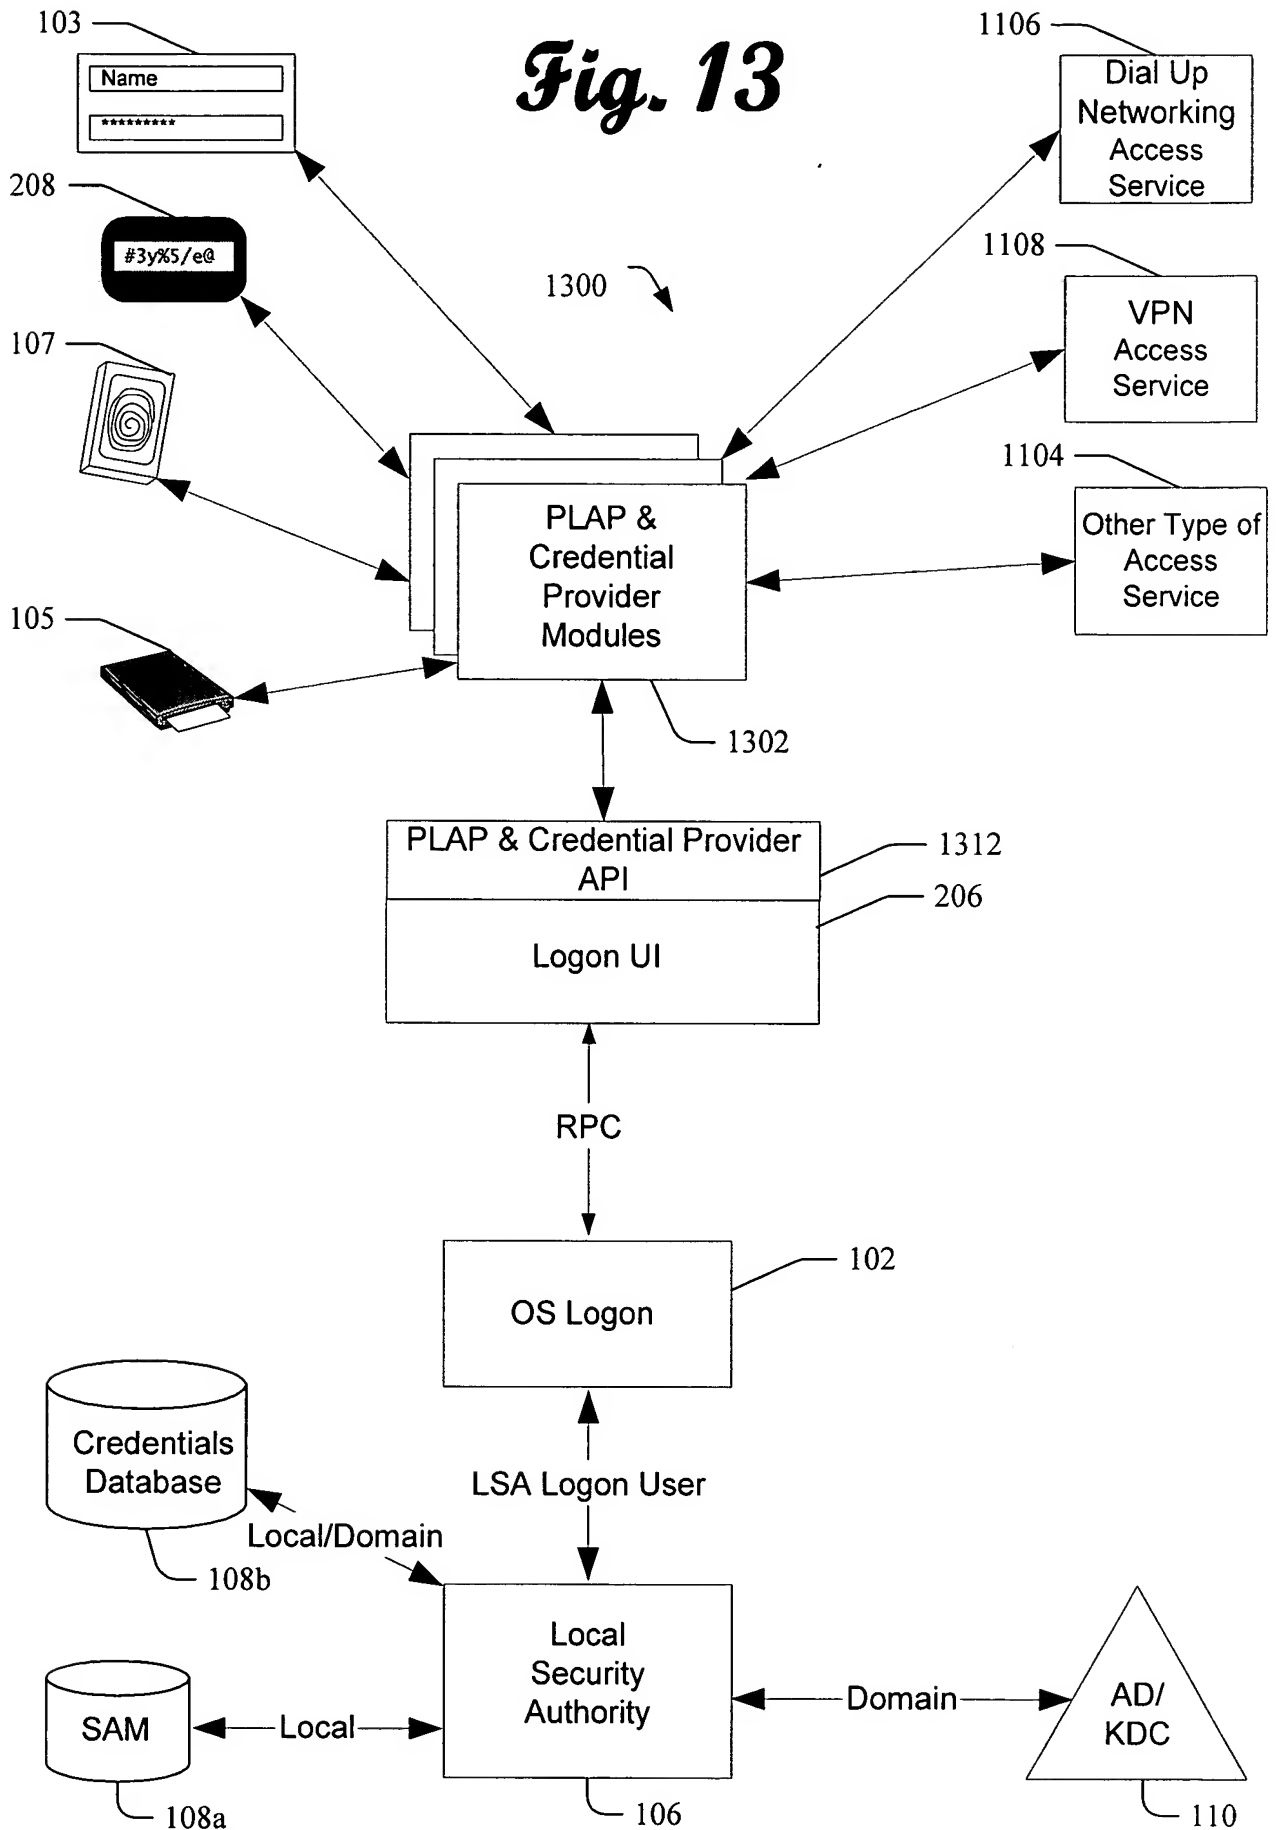 103
Fig. 13
1106
Name
*********
Dial Up
Networking
Access
Service
208
#3y%5/e@
1108
1300
VPN
Access
Service
107
1104
PLAP &
Credential
Provider
Modules
Other Type of
Access
Service
105
1302
PLAP & Credential Provider
API
1312
206
Logon UI
RPC
102
OS Logon
Credentials
Database
LSA Logon User
Local/Domain
108b
Local
Security
Authority
SAM
Local
Domain
AD/
KDC
108a
106
110